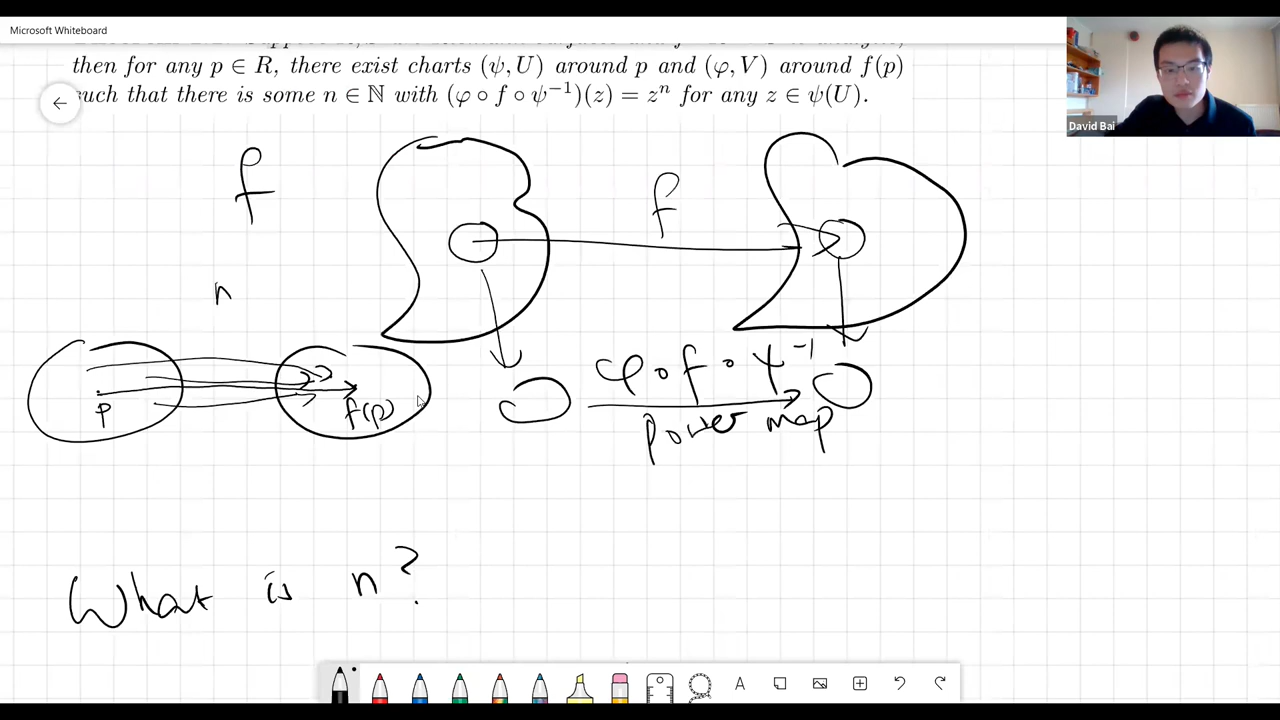 Microsoft Whiteboard
then for any p ∈ R, there exist charts (ψ, U) around p and (φ, V) around f(p)
such that there is some n ∈ ℕ with (φ ∘ f ∘ ψ⁻¹)(z) = zⁿ for any z ∈ ψ(U).
David Bai
f
f
n
φ ∘ f ∘ ψ⁻¹
power map
p
f(p)
What is n?
A